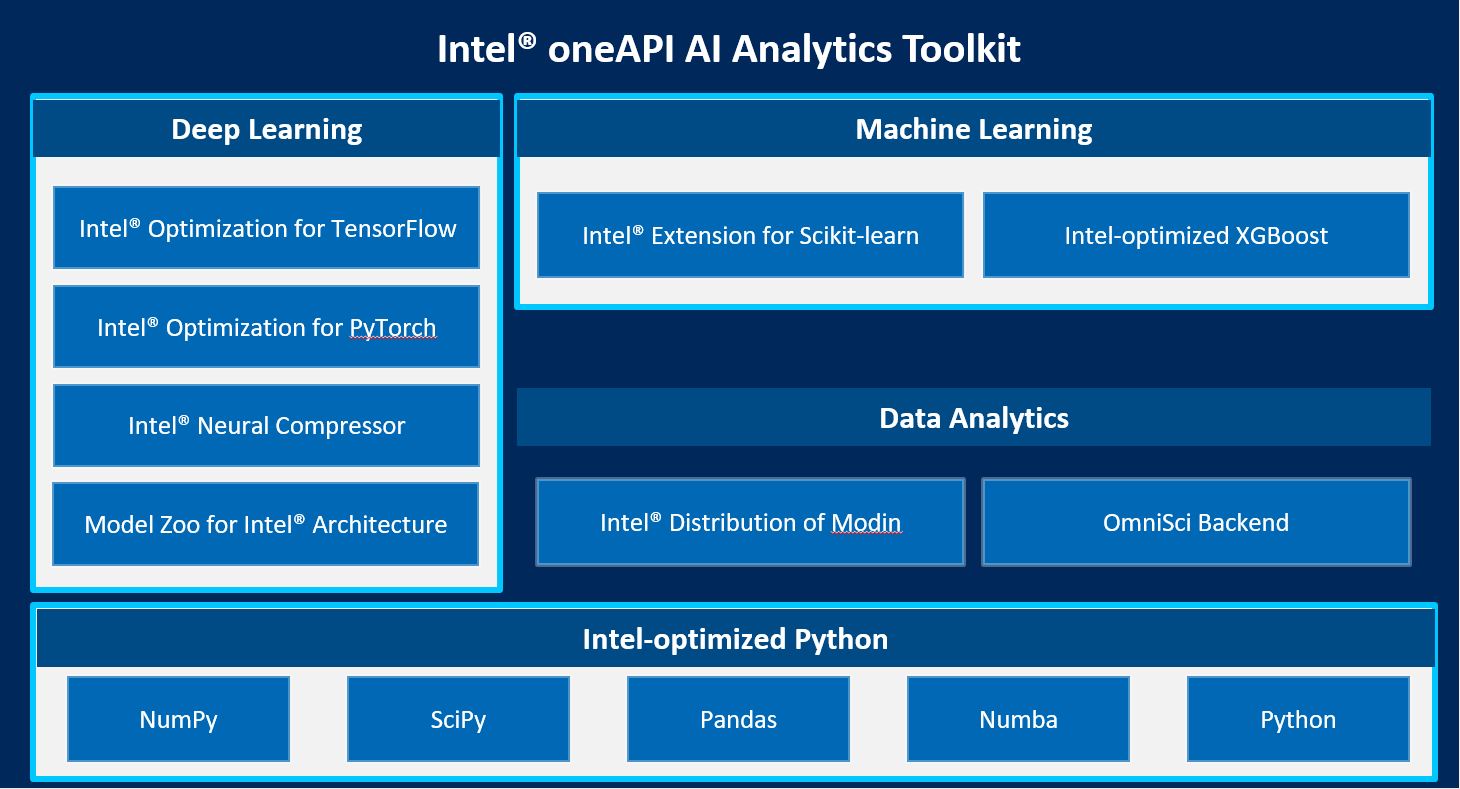 Intel® oneAPI AI Analytics Toolkit
Deep Learning
Intel® Optimization for TensorFlow
Intel® Optimization for PyTorch
Intel® Neural Compressor
Model Zoo for Intel® Architecture
Machine Learning
Intel® Extension for Scikit-learn
Intel-optimized XGBoost
Data Analytics
Intel® Distribution of Modin
OmniSci Backend
Intel-optimized Python
NumPy
SciPy
Pandas
Numba
Python